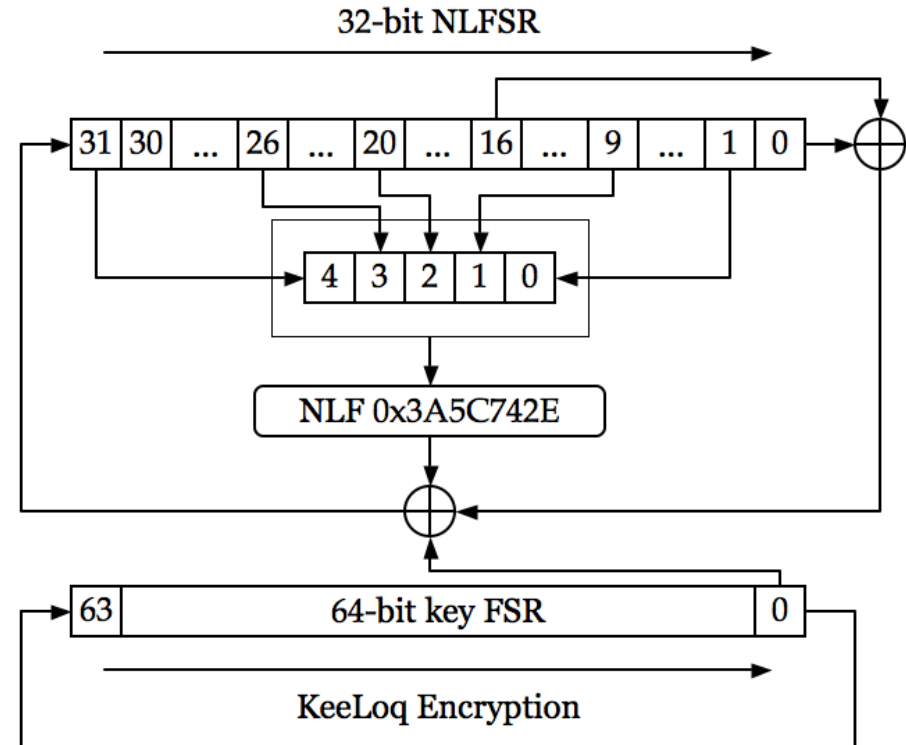 32-bit NLFSR
31 30 ... 26 ... 20 ... 16 ... 9 ... 1 0
4 3 2 1 0
NLF 0x3A5C742E
63 64-bit key FSR 0
KeeLoq Encryption